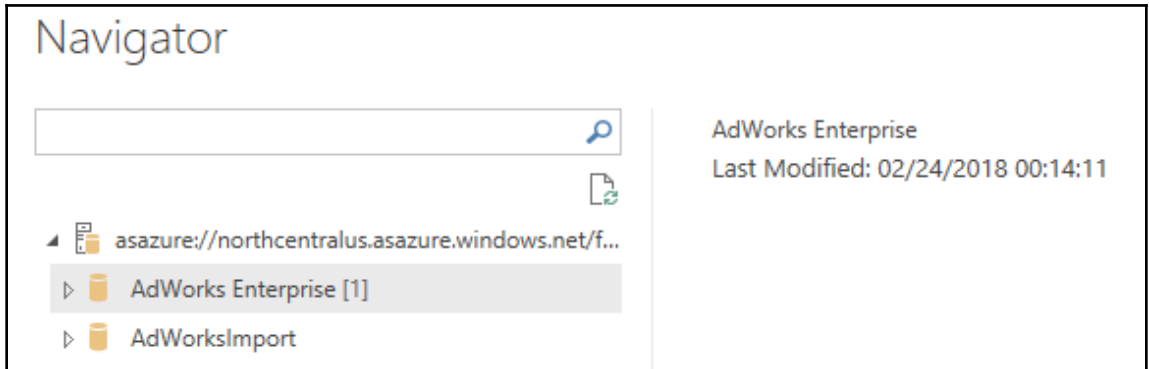 Navigator
asazure://northcentralus.asazure.windows.net/f...
AdWorks Enterprise [1]
AdWorksImport
AdWorks Enterprise
Last Modified: 02/24/2018 00:14:11